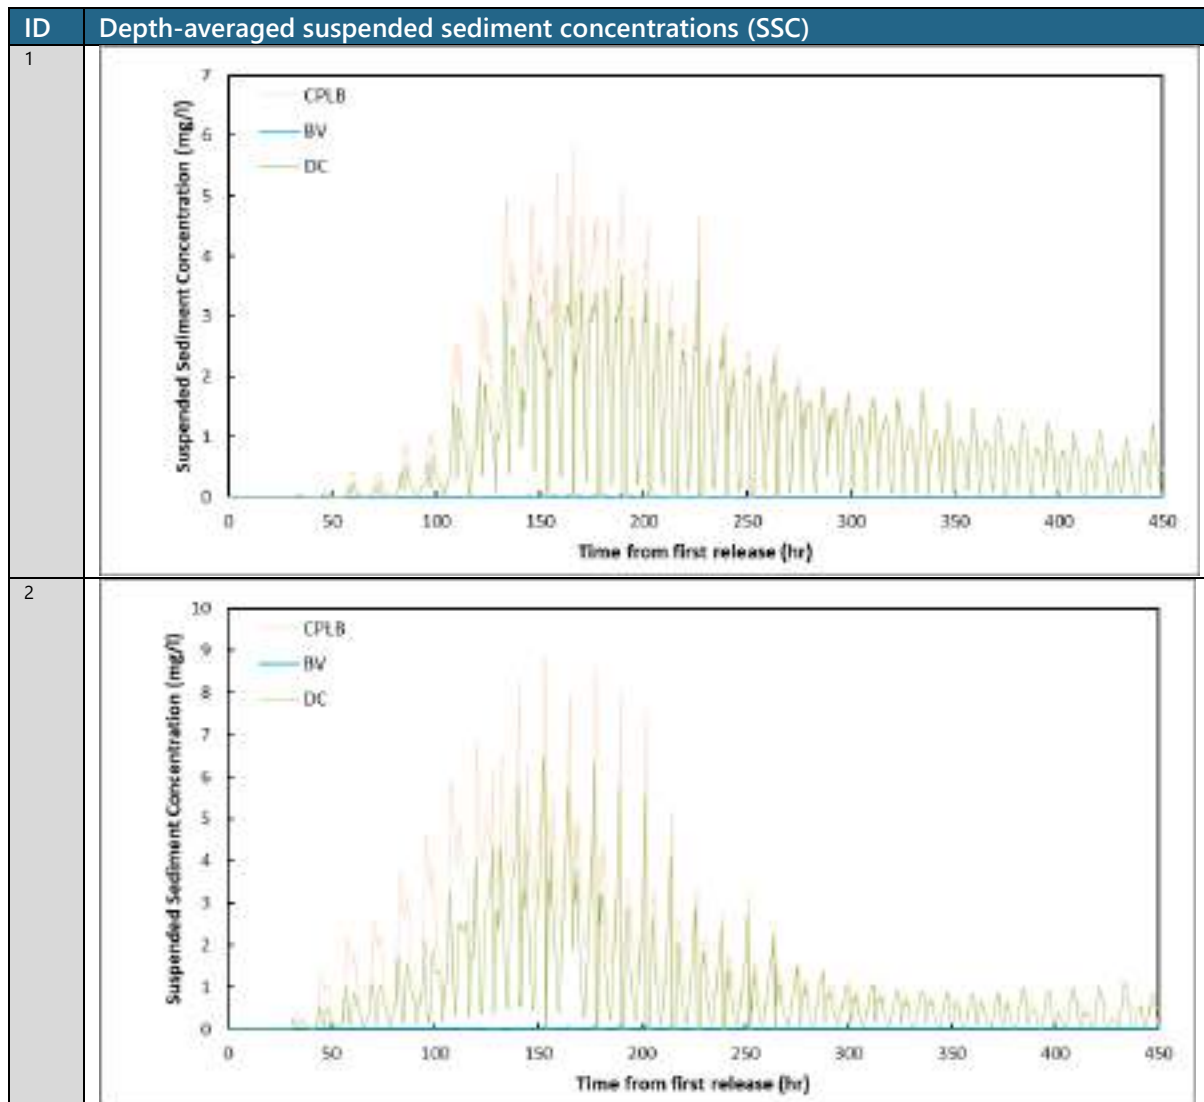 ID Depth-averaged suspended sediment concentrations (SSC)
1
7
CPLB
6
BV
DC
5
4
3
2
1
0
Suspended Sediment Concentration (mg/l)
0 50 100 150 200 250 300 350 400 450
Time from first release (hr)
2
10
CPLB
9
BV
8
DC
7
6
5
4
3
2
1
0
Suspended Sediment Concentration (mg/l)
0 50 100 150 200 250 300 350 400 450
Time from first release (hr)